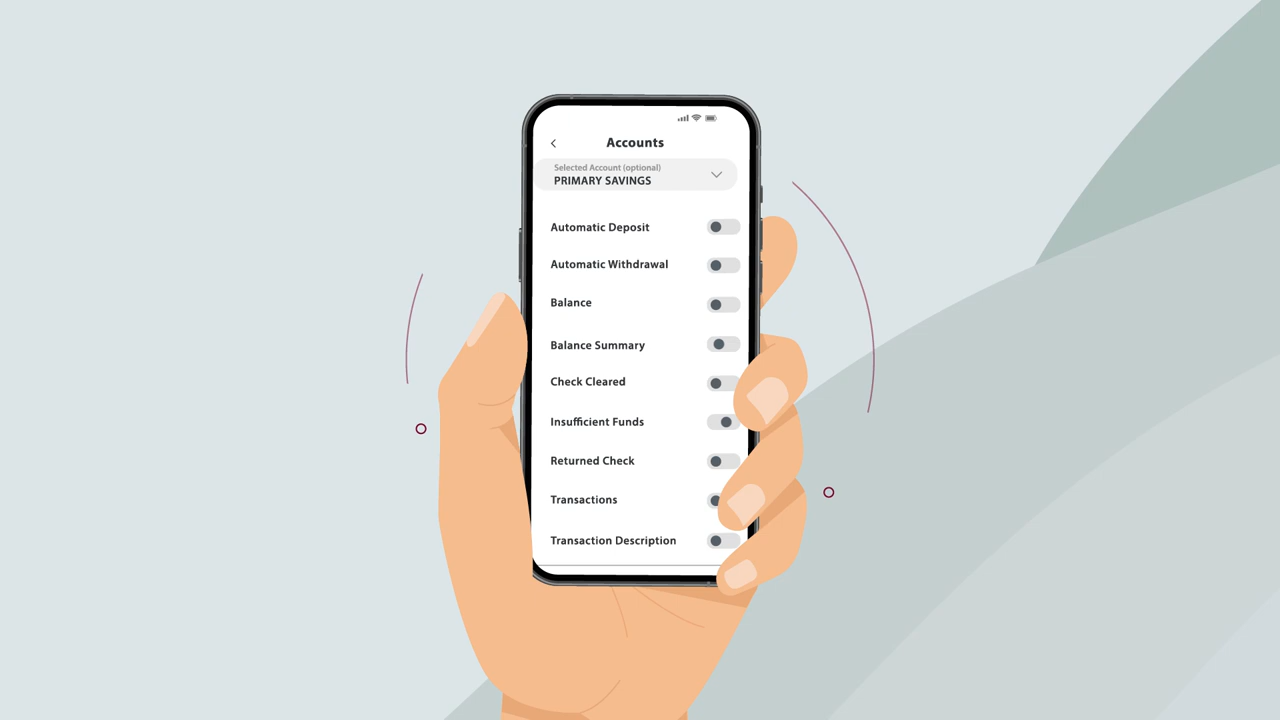 Accounts
Selected Account (optional)
PRIMARY SAVINGS
Automatic Deposit
Automatic Withdrawal
Balance
Balance Summary
Check Cleared
Insufficient Funds
Returned Check
Transactions
Transaction Description